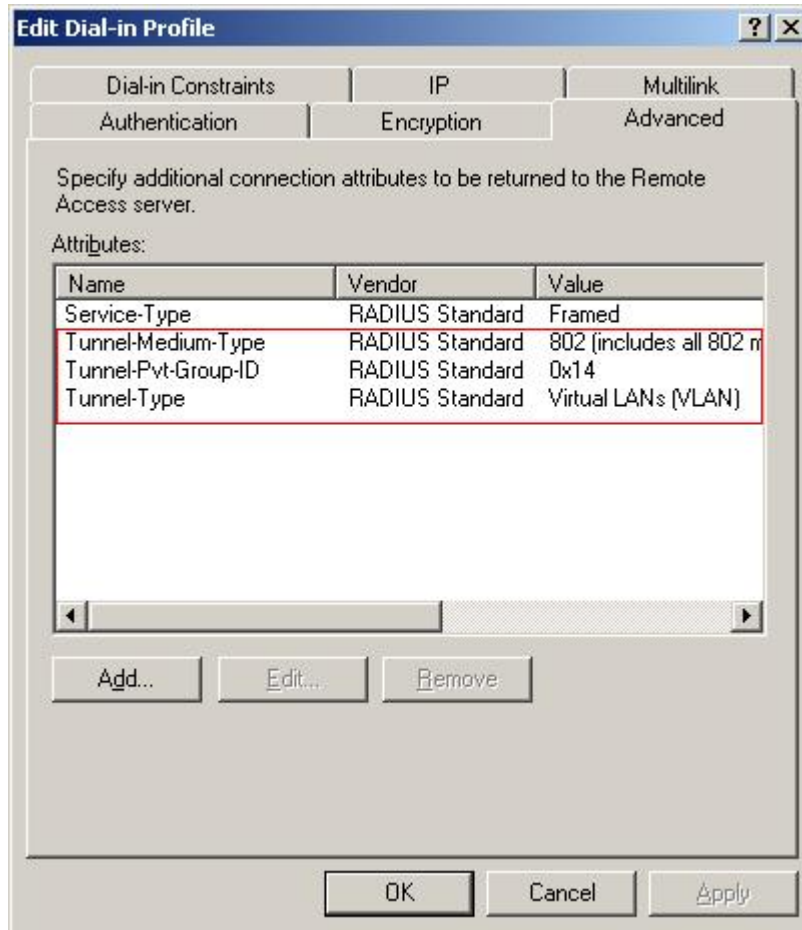 Edit Dial-in Profile
Dial-in Constraints IP Multilink
Authentication Encryption Advanced
Specify additional connection attributes to be returned to the Remote
Access server.
Attributes:
Name Vendor Value
Service-Type RADIUS Standard Framed
Tunnel-Medium-Type RADIUS Standard 802 (includes all 802 m
Tunnel-Pvt-Group-ID RADIUS Standard 0x14
Tunnel-Type RADIUS Standard Virtual LANs (VLAN)
Add... Edit... Remove
OK Cancel Apply